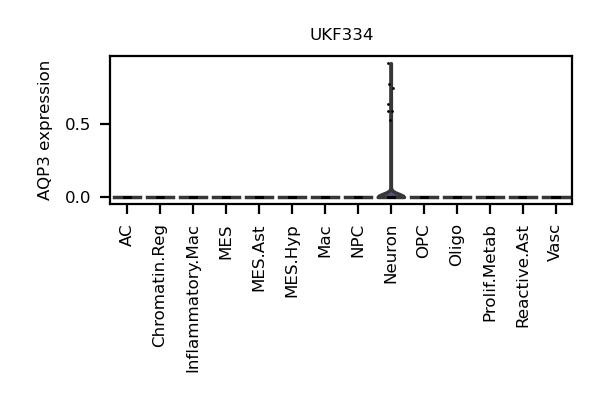 UKF334
AQP3 expression
0.5
0.0
AC
Chromatin.Reg
Inflammatory.Mac
MES
MES.Ast
MES.Hyp
Mac
NPC
Neuron
OPC
Oligo
Prolif.Metab
Reactive.Ast
Vasc